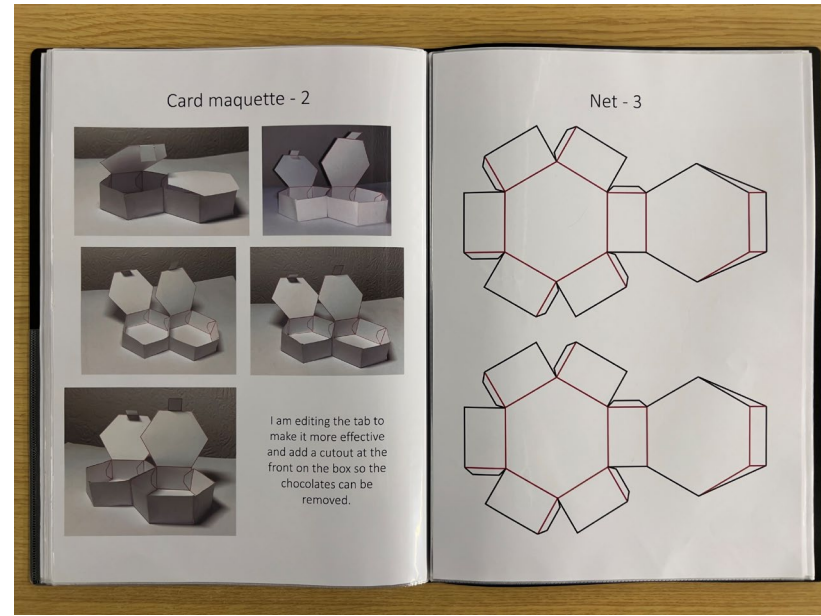 Card maquette - 2
I am editing the tab to
make it more effective
and add a cutout at the
front on the box so the
chocolates can be
removed.
Net - 3